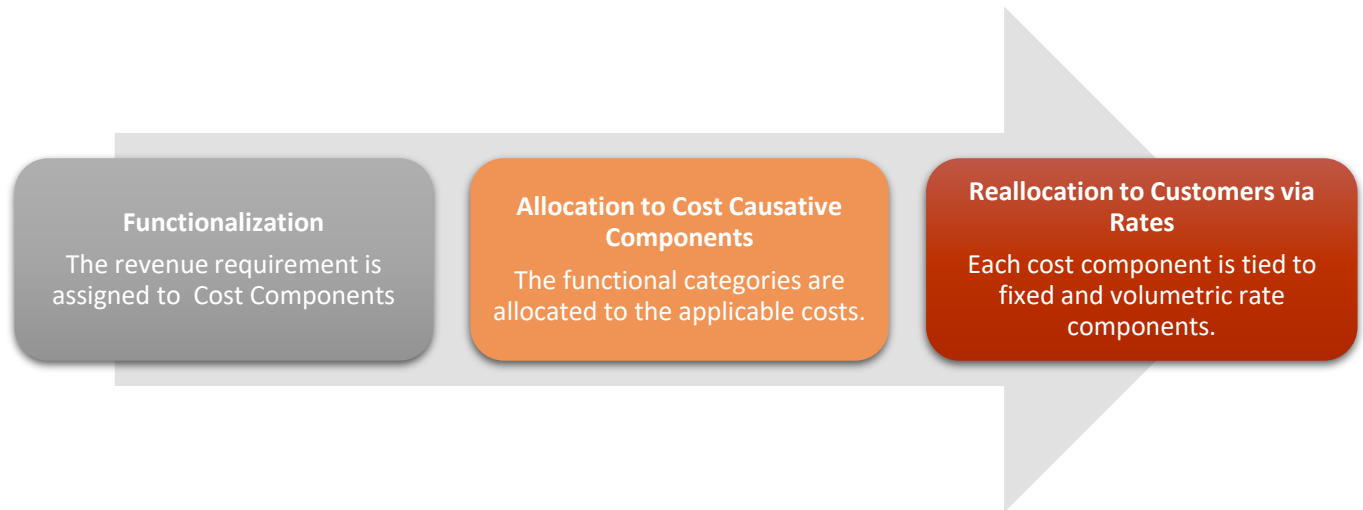 Functionalization
The revenue requirement is
assigned to  Cost Components
Allocation to Cost Causative
Components
The functional categories are
allocated to the applicable costs.
Reallocation to Customers via
Rates
Each cost component is tied to
fixed and volumetric rate
components.